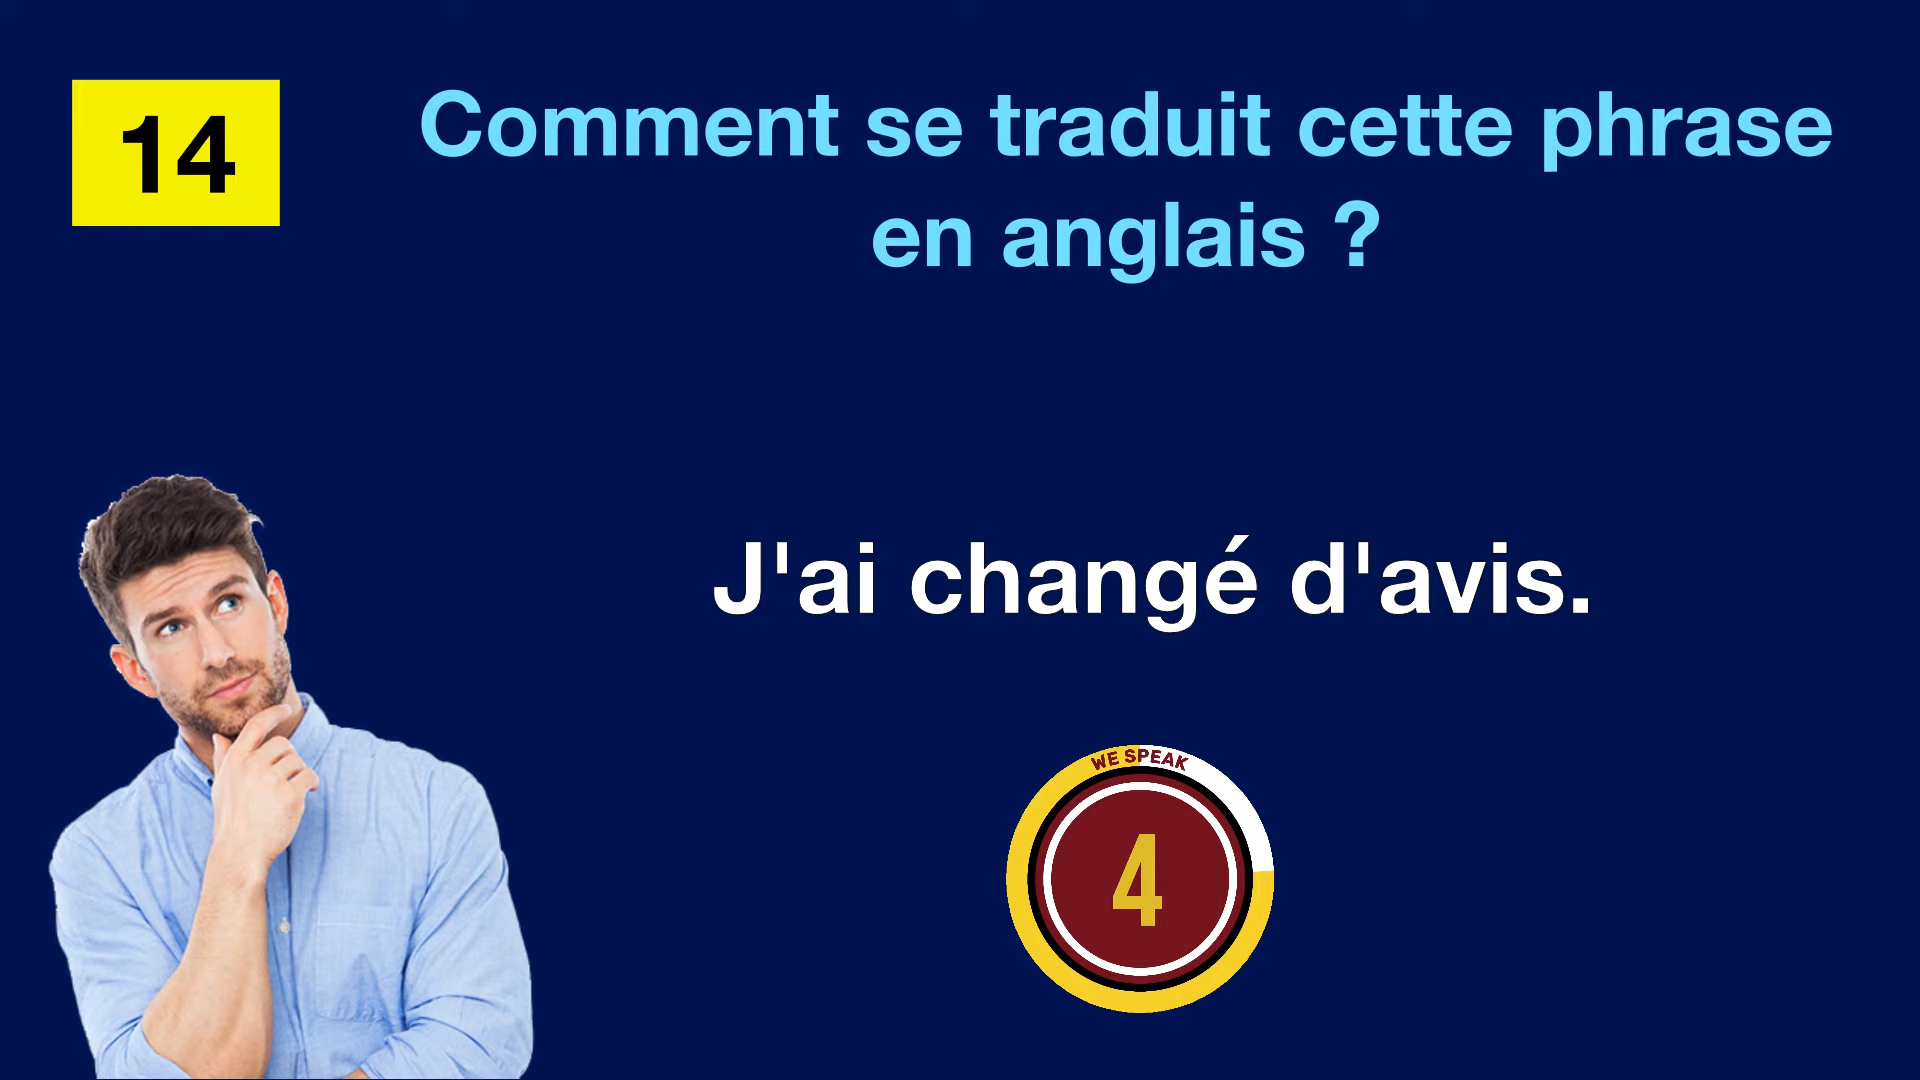 14
Comment se traduit cette phrase
en anglais ?
J'ai changé d'avis.
WE SPEAK
4